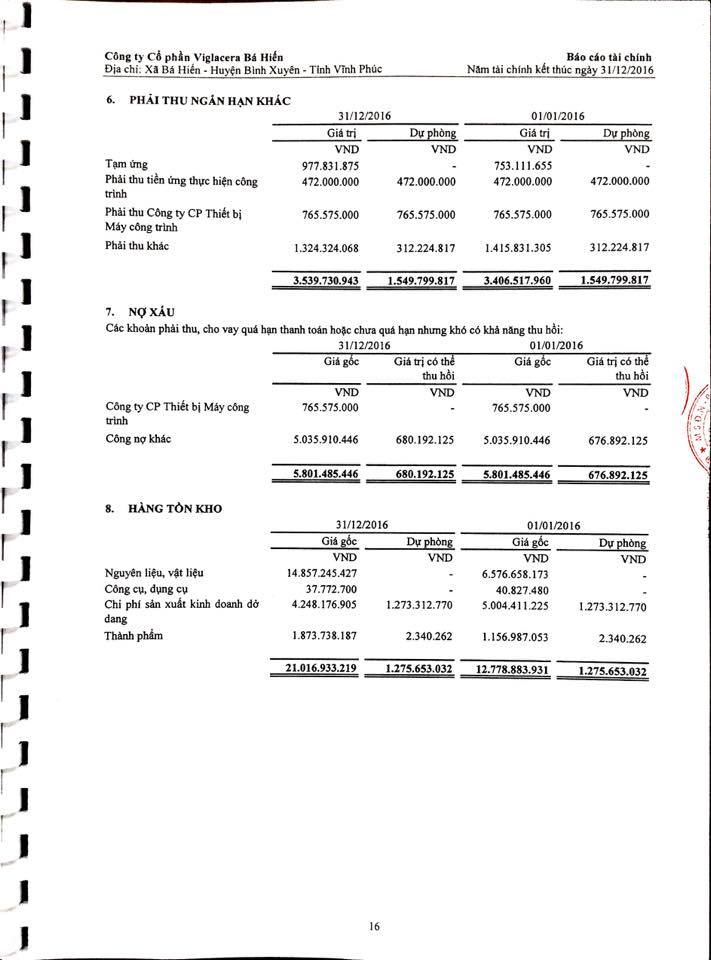 Công ty Cổ phần Viglacera Bá Hiến Báo cáo tài chính
Địa chỉ: Xã Bá Hiến - Huyện Bình Xuyên - Tỉnh Vĩnh Phúc Năm tài chính kết thúc ngày 31/12/2016
6. PHẢI THU NGẮN HẠN KHÁC
31/12/2016 01/01/2016
Giá trị Dự phòng Giá trị Dự phòng
VND VND VND VND
Tạm ứng 977.831.875 - 753.111.655 -
Phải thu tiền ứng thực hiện công 472.000.000 472.000.000 472.000.000 472.000.000
trình
Phải thu Công ty CP Thiết bị 765.575.000 765.575.000 765.575.000 765.575.000
Máy công trình
Phải thu khác 1.324.324.068 312.224.817 1.415.831.305 312.224.817
3.539.730.943 1.549.799.817 3.406.517.960 1.549.799.817
7. NỢ XẤU
Các khoản phải thu, cho vay quá hạn thanh toán hoặc chưa quá hạn nhưng khó có khả năng thu hồi:
31/12/2016 01/01/2016
Giá gốc Giá trị có thể Giá gốc Giá trị có thể
thu hồi thu hồi
VND VND VND VND
Công ty CP Thiết bị Máy công 765.575.000 - 765.575.000 -
trình
Công nợ khác 5.035.910.446 680.192.125 5.035.910.446 676.892.125
5.801.485.446 680.192.125 5.801.485.446 676.892.125
8. HÀNG TỒN KHO
31/12/2016 01/01/2016
Giá gốc Dự phòng Giá gốc Dự phòng
VND VND VND VND
Nguyên liệu, vật liệu 14.857.245.427 - 6.576.658.173 -
Công cụ, dụng cụ 37.772.700 - 40.827.480 -
Chi phí sản xuất kinh doanh dở 4.248.176.905 1.273.312.770 5.004.411.225 1.273.312.770
dang
Thành phẩm 1.873.738.187 2.340.262 1.156.987.053 2.340.262
21.016.933.219 1.275.653.032 12.778.883.931 1.275.653.032
16